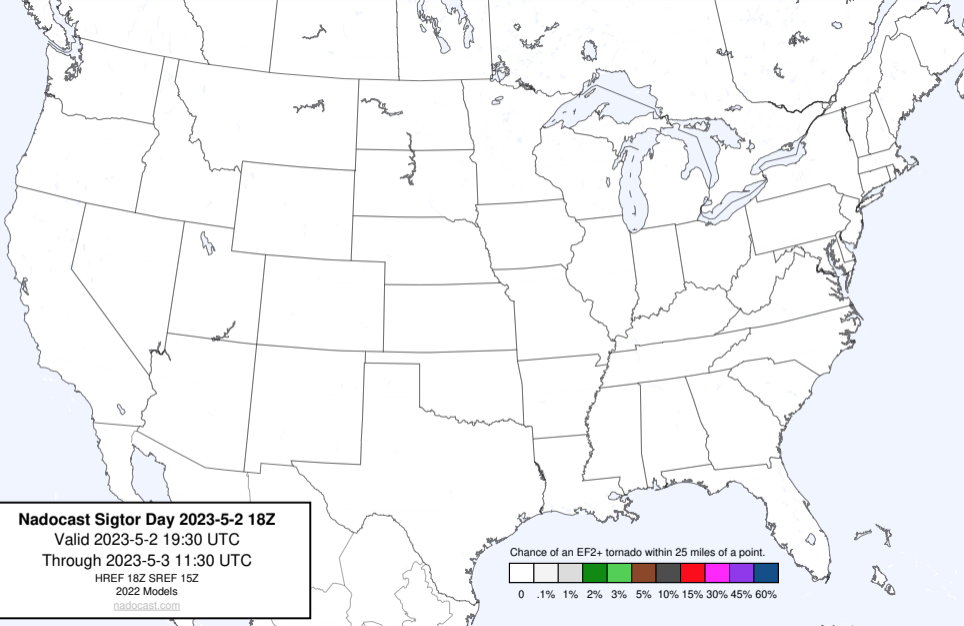 Nadocast Sigtor Day 2023-5-2 18Z
Valid 2023-5-2 19:30 UTC
Through 2023-5-3 11:30 UTC
HREF 18Z SREF 15Z
2022 Models
nadocast.com
Chance of an EF2+ tornado within 25 miles of a point.
0 .1% 1% 2% 3% 5% 10% 15% 30% 45% 60%